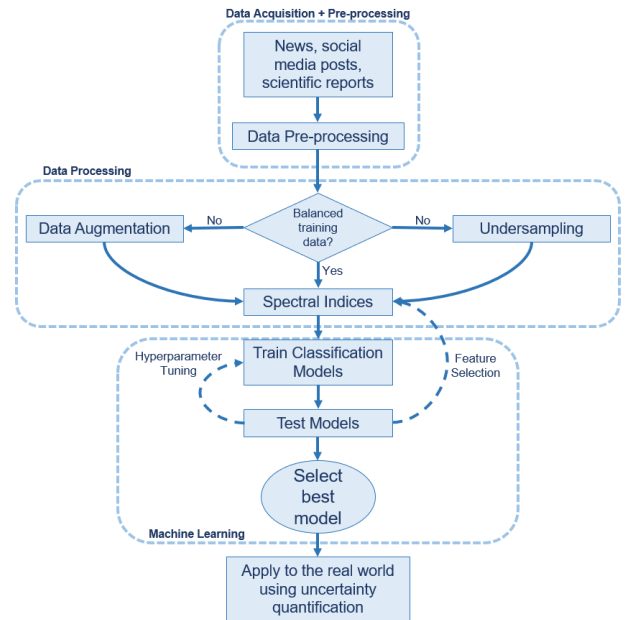 Data Acquisition + Pre-processing
News, social
media posts,
scientific reports
Data Pre-processing
Data Processing
Data Augmentation
No
Balanced
training
data?
No
Undersampling
Yes
Spectral Indices
Hyperparameter
Tuning
Train Classification
Models
Feature
Selection
Test Models
Select
best
model
Machine Learning
Apply to the real world
using uncertainty
quantification